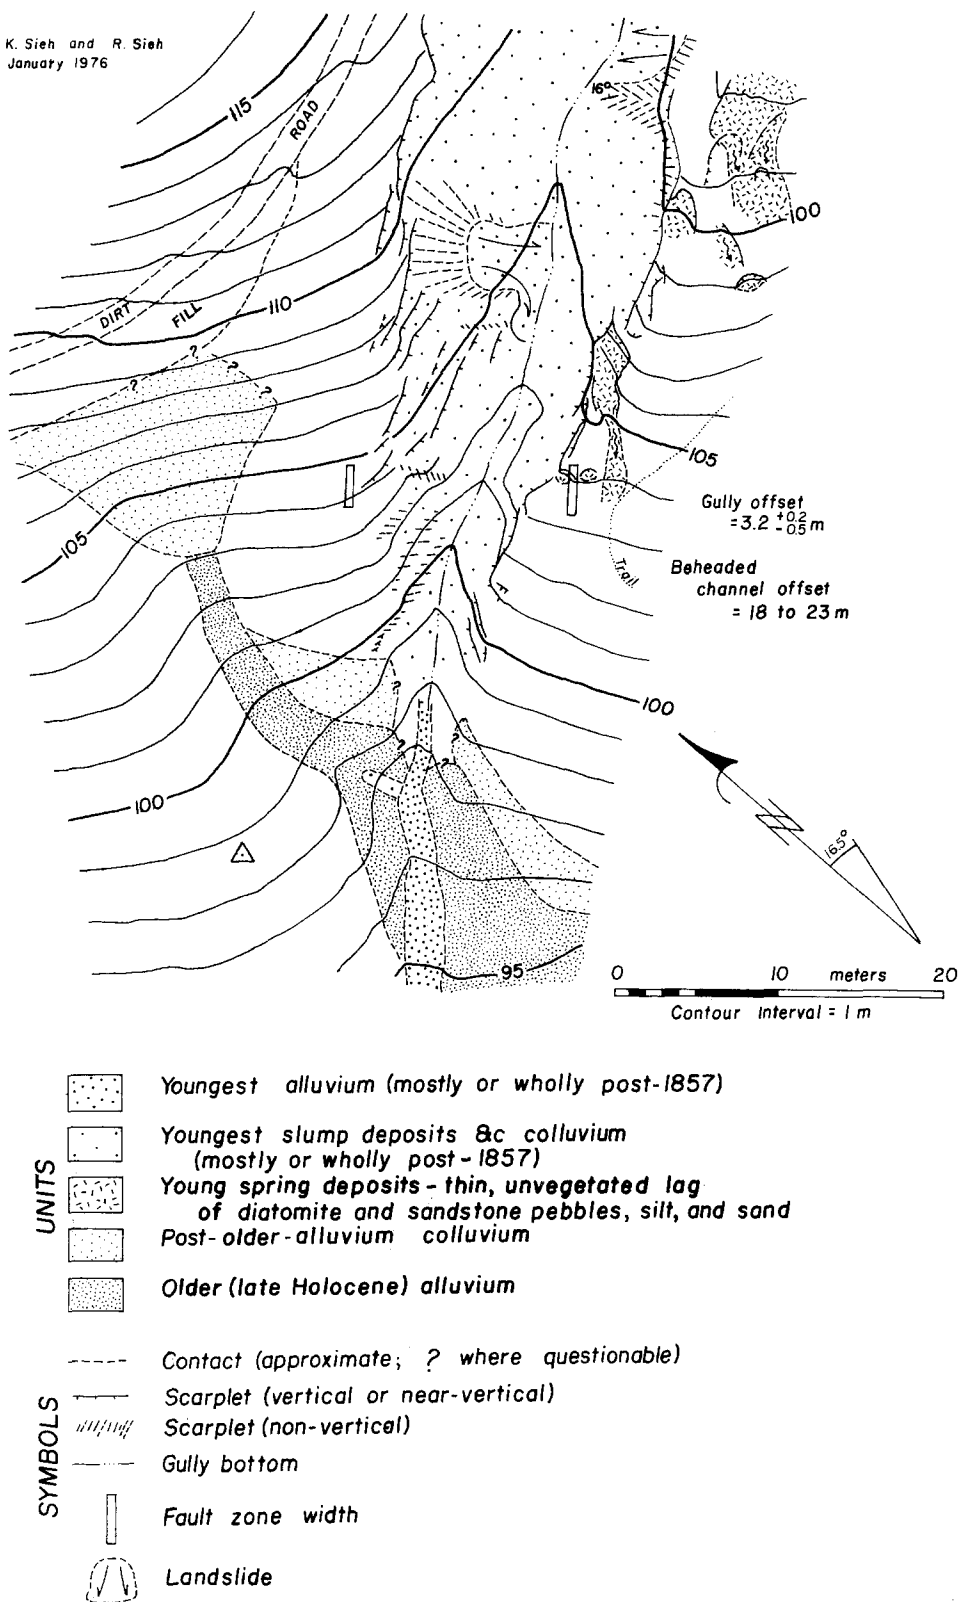 K. Sieh and R. Sieh
January 1976
115
ROAD
16°
100
110
DIRT
FILL
?
?
?
?
105
105
Gully offset
= 3.2 +0.2 -0.5 m
Trail
Beheaded
channel offset
= 18 to 23 m
100
?
?
?
?
100
16.5°
95
0 10 meters 20
Contour Interval = 1 m
UNITS
Youngest alluvium (mostly or wholly post-1857)
Youngest slump deposits &c colluvium
(mostly or wholly post-1857)
Young spring deposits - thin, unvegetated lag
of diatomite and sandstone pebbles, silt, and sand
Post-older-alluvium colluvium
Older (late Holocene) alluvium
SYMBOLS
Contact (approximate; ? where questionable)
Scarplet (vertical or near-vertical)
Scarplet (non-vertical)
Gully bottom
Fault zone width
Landslide